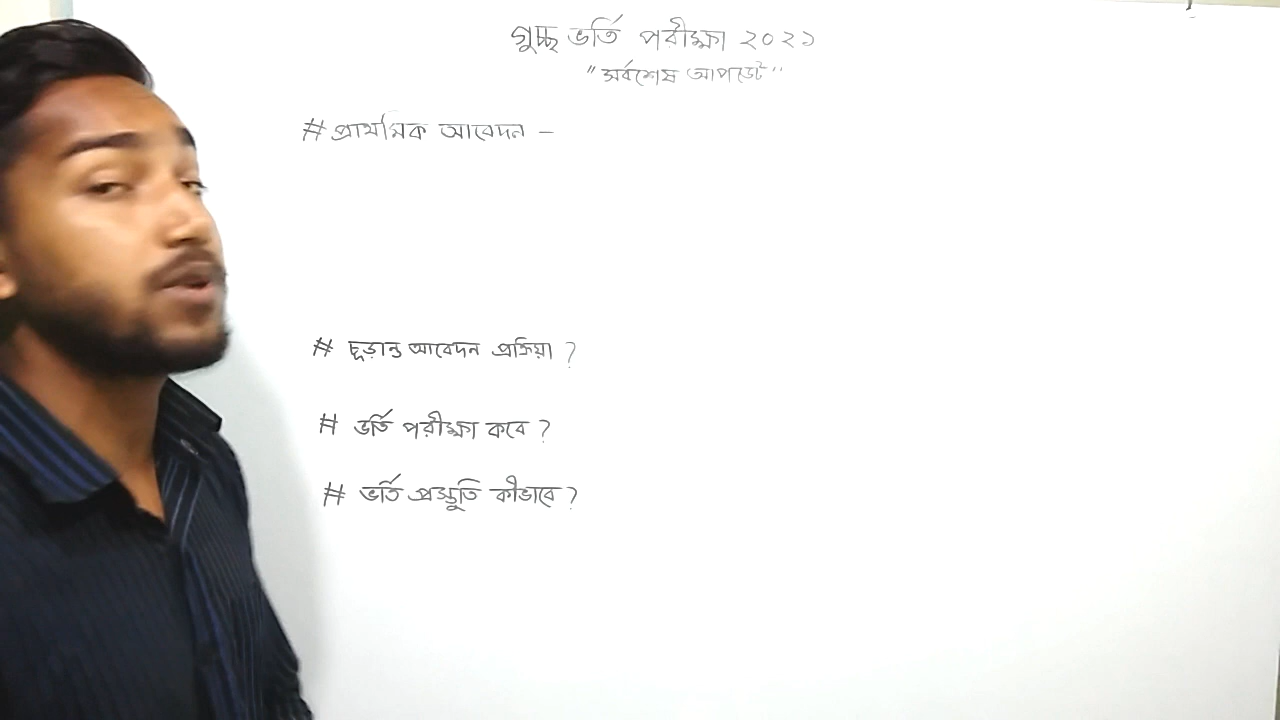 গুচ্ছ ভর্তি পরীক্ষা ২০২১
"সর্বশেষ আপডেট"
# প্রাথমিক আবেদন –
# চূড়ান্ত আবেদন প্রক্রিয়া ?
# ভর্তি পরীক্ষা কবে ?
# ভর্তি প্রস্তুতি কীভাবে ?